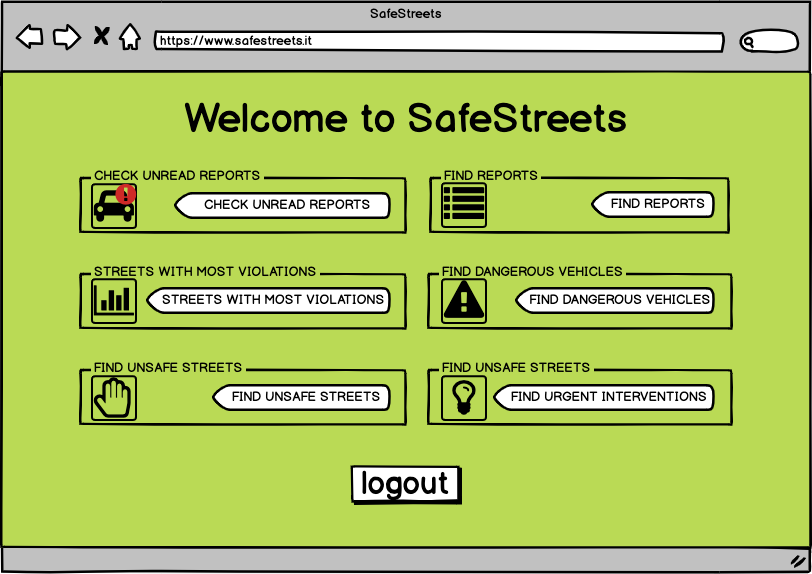 SafeStreets
https://www.safestreets.it
Welcome to SafeStreets
CHECK UNREAD REPORTS
CHECK UNREAD REPORTS
FIND REPORTS
FIND REPORTS
STREETS WITH MOST VIOLATIONS
STREETS WITH MOST VIOLATIONS
FIND DANGEROUS VEHICLES
FIND DANGEROUS VEHICLES
FIND UNSAFE STREETS
FIND UNSAFE STREETS
FIND UNSAFE STREETS
FIND URGENT INTERVENTIONS
logout